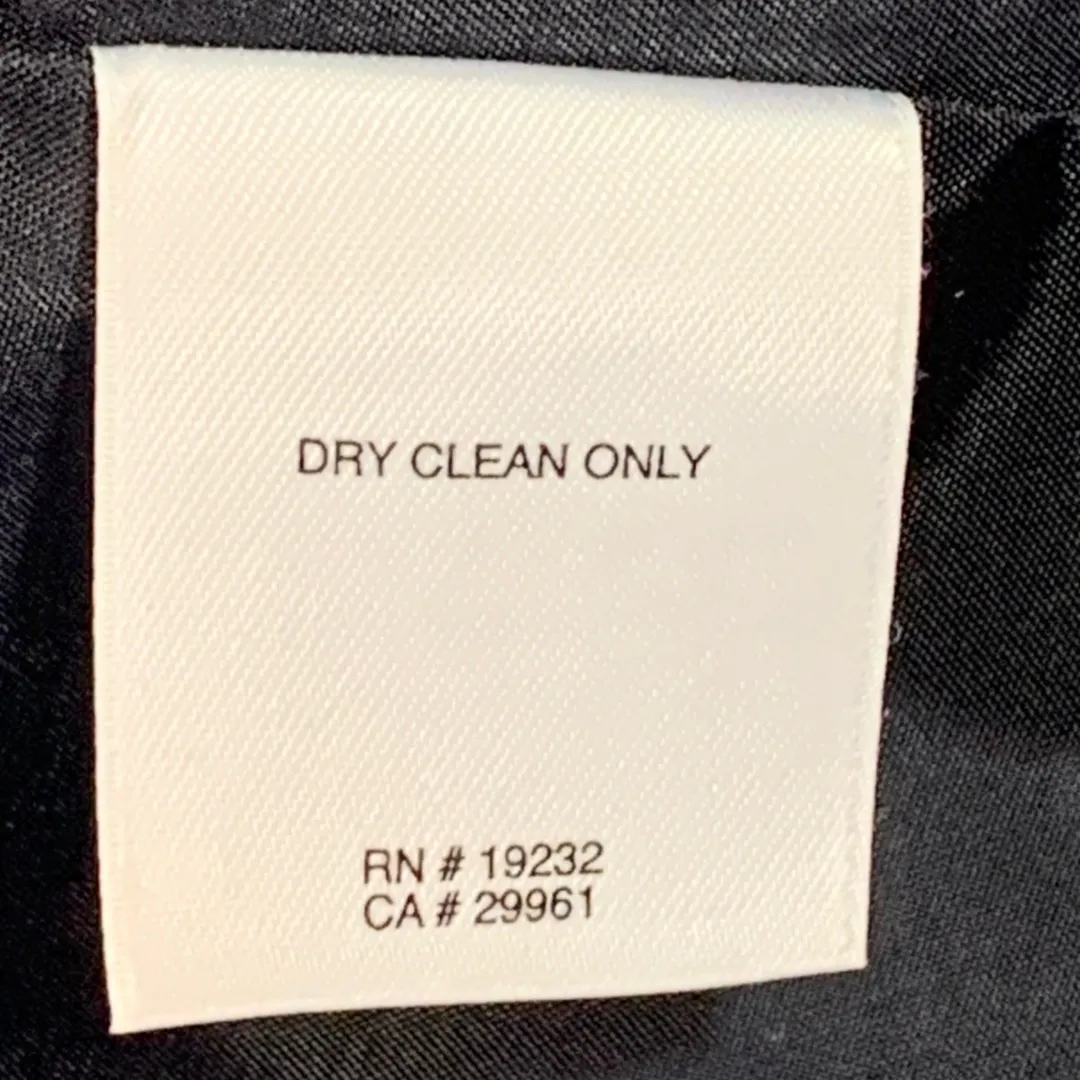 DRY CLEAN ONLY
RN # 19232
CA # 29961